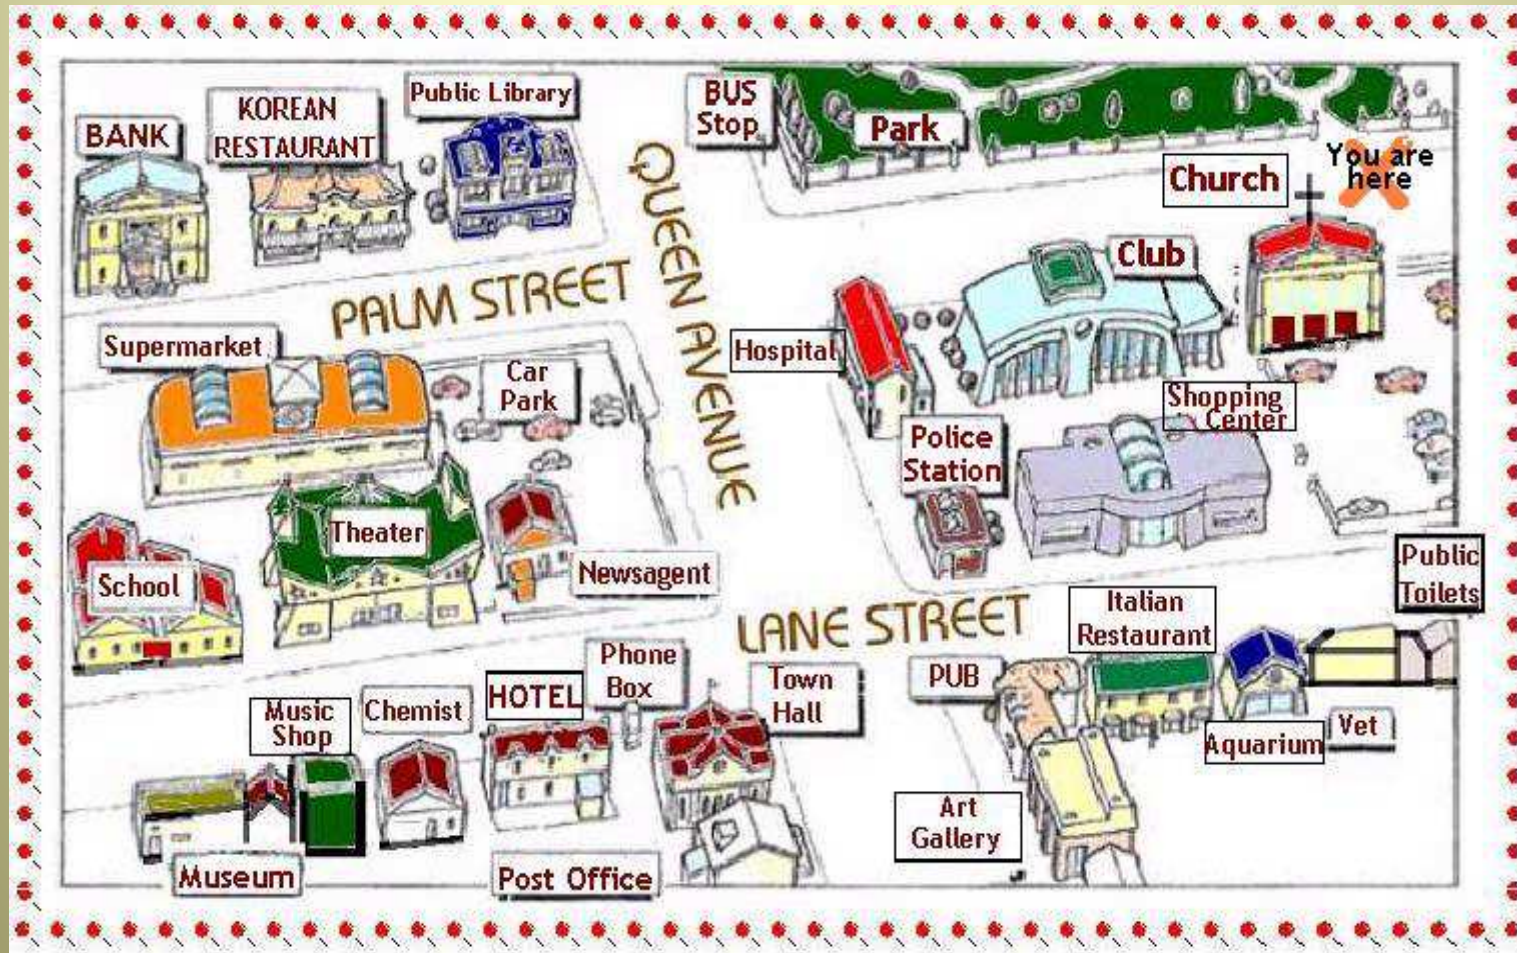 BANK
KOREAN
RESTAURANT
Public Library
BUS
Stop
Park
Church
You are
here
QUEEN AVENUE
PALM STREET
Club
Hospital
Supermarket
Car
Park
Shopping
Center
Police
Station
School
Theater
Newsagent
LANE STREET
Italian
Restaurant
Public
Toilets
Music
Shop
Chemist
HOTEL
Phone
Box
Town
Hall
PUB
Aquarium
Vet
Art
Gallery
Museum
Post Office